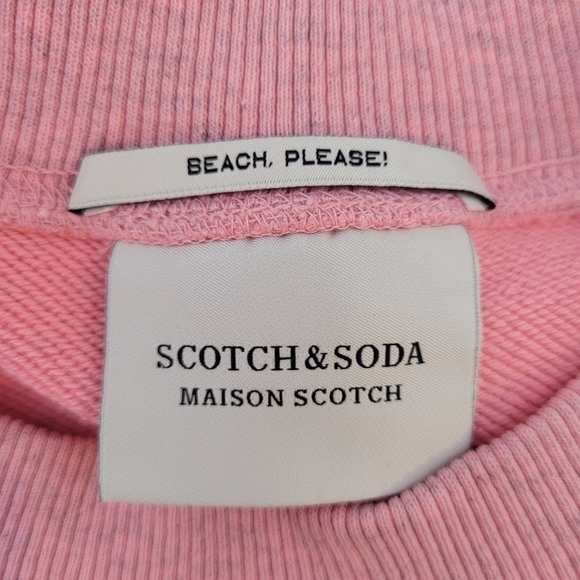 BEACH, PLEASE!
SCOTCH & SODA
MAISON SCOTCH